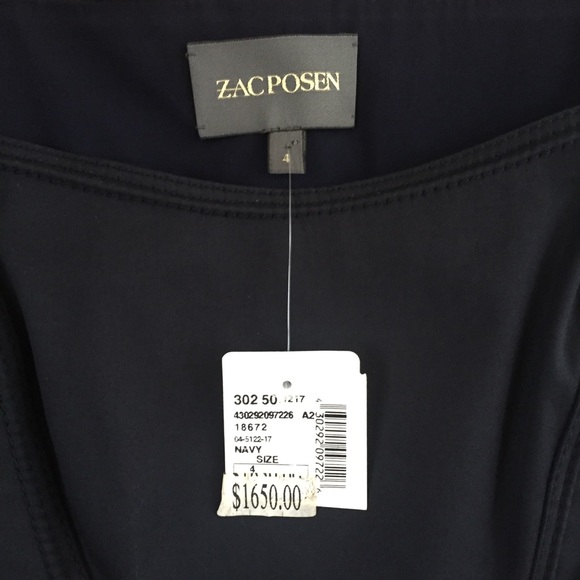 ZAC POSEN
4
302 50 1217
430292097226 A2
18672
04-5122-17
NAVY
SIZE
4
$1650.00